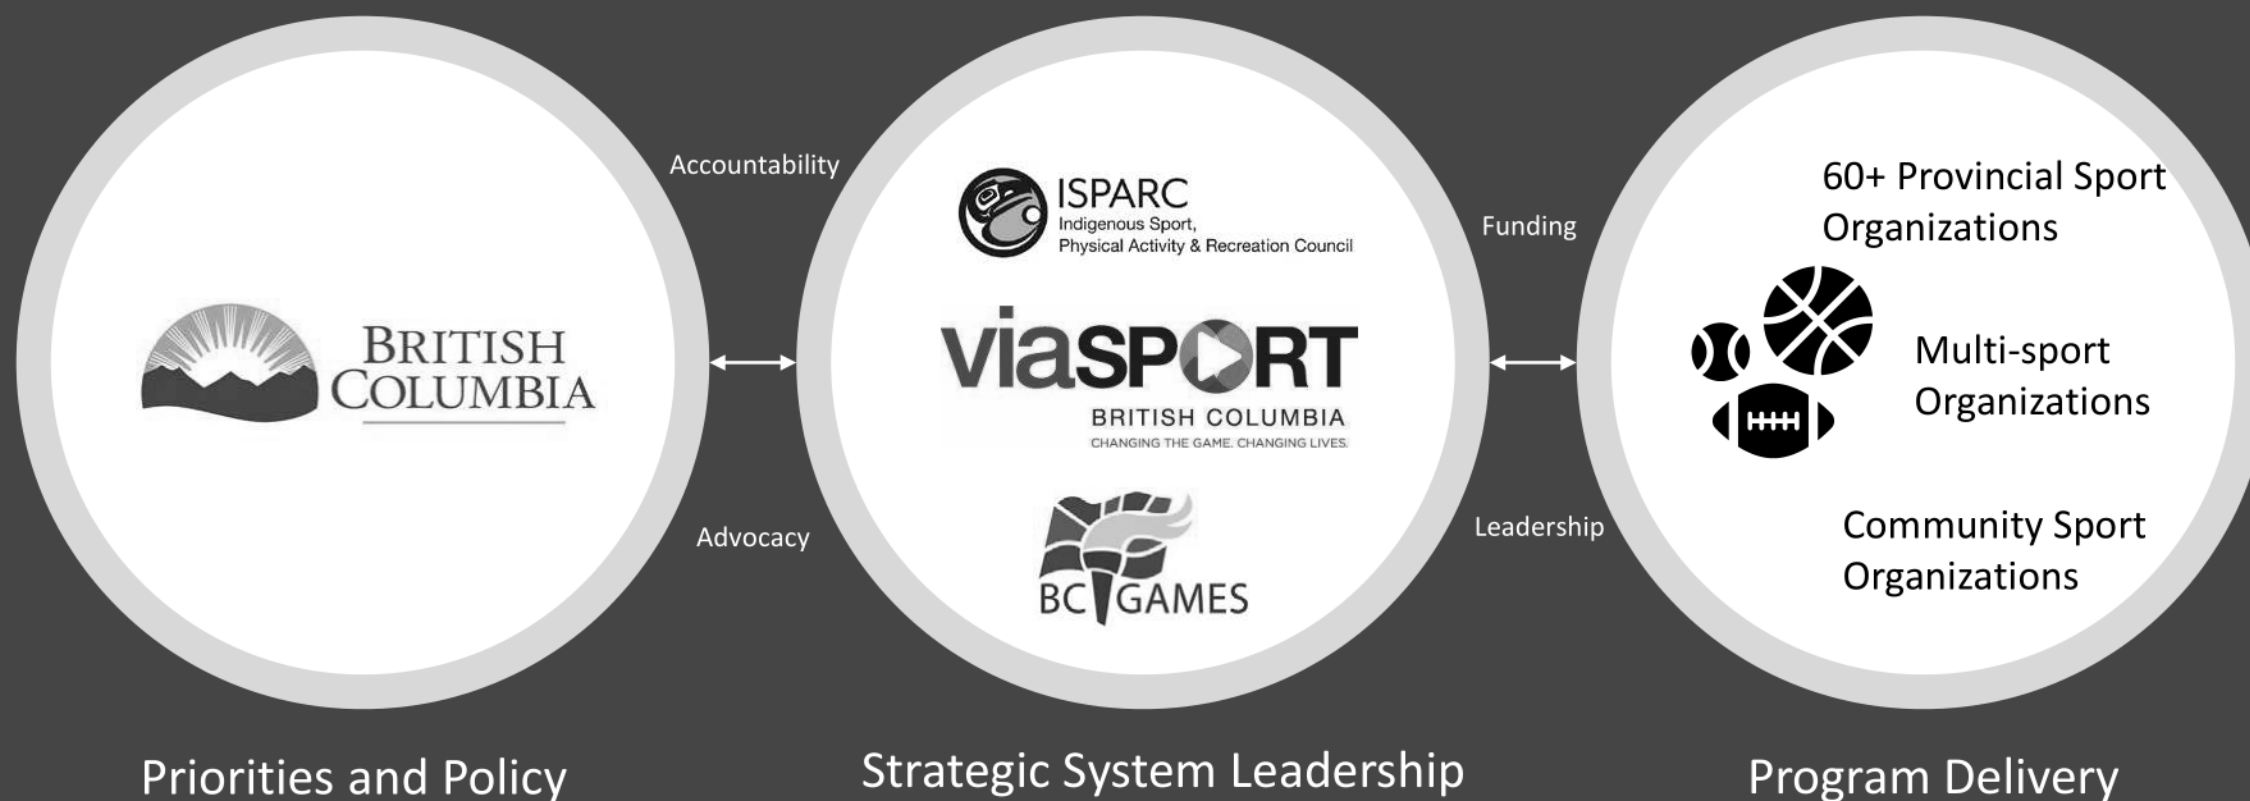 BRITISH
COLUMBIA
Priorities and Policy
Accountability
Advocacy
ISPARC
Indigenous Sport,
Physical Activity & Recreation Council
viaSPORT
BRITISH COLUMBIA
CHANGING THE GAME. CHANGING LIVES.
BC GAMES
Strategic System Leadership
Funding
Leadership
60+ Provincial Sport
Organizations
Multi-sport
Organizations
Community Sport
Organizations
Program Delivery